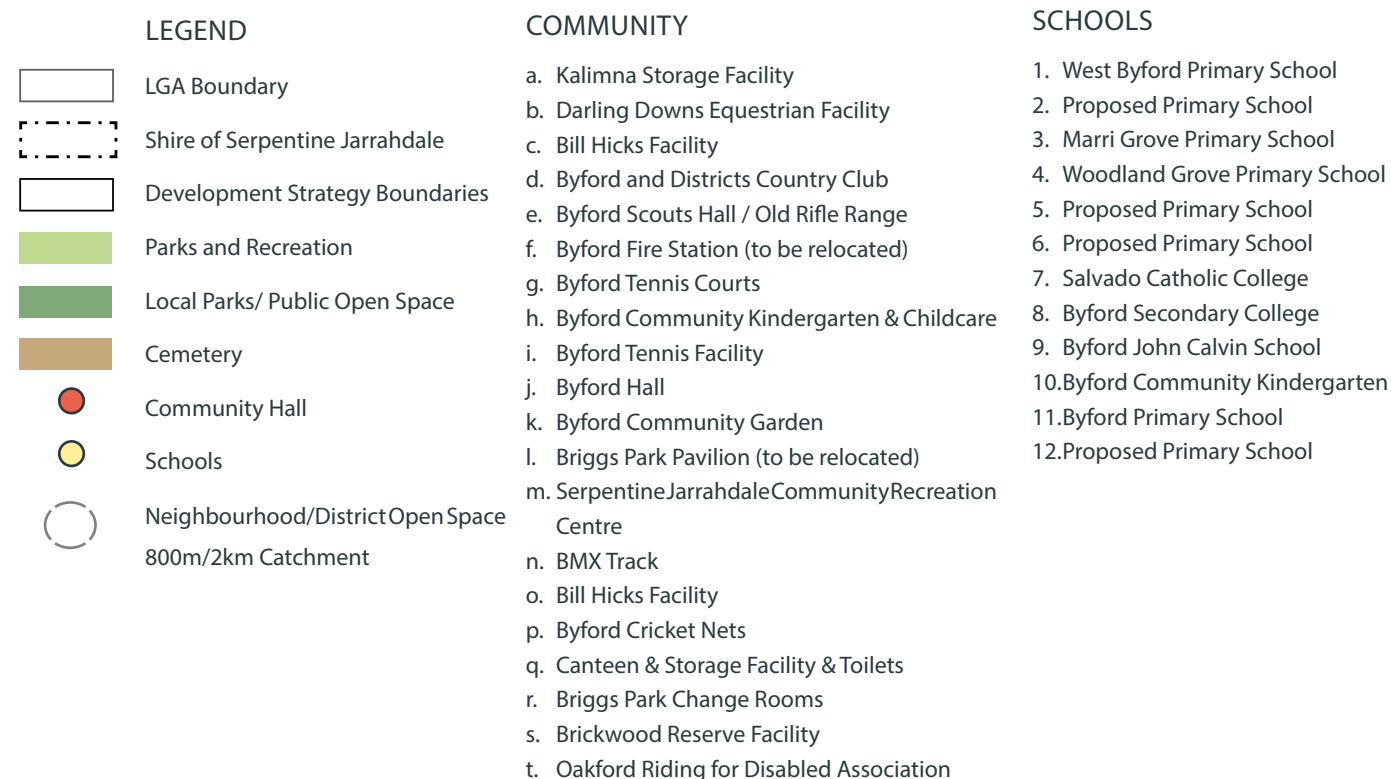 LEGEND
LGA Boundary
Shire of Serpentine Jarrahdale
Development Strategy Boundaries
Parks and Recreation
Local Parks/ Public Open Space
Cemetery
Community Hall
Schools
Neighbourhood/District Open Space
800m/2km Catchment
COMMUNITY
a. Kalimna Storage Facility
b. Darling Downs Equestrian Facility
c. Bill Hicks Facility
d. Byford and Districts Country Club
e. Byford Scouts Hall / Old Rifle Range
f. Byford Fire Station (to be relocated)
g. Byford Tennis Courts
h. Byford Community Kindergarten & Childcare
i. Byford Tennis Facility
j. Byford Hall
k. Byford Community Garden
l. Briggs Park Pavilion (to be relocated)
m. Serpentine Jarrahdale Community Recreation
Centre
n. BMX Track
o. Bill Hicks Facility
p. Byford Cricket Nets
q. Canteen & Storage Facility & Toilets
r. Briggs Park Change Rooms
s. Brickwood Reserve Facility
t. Oakford Riding for Disabled Association
SCHOOLS
1. West Byford Primary School
2. Proposed Primary School
3. Marri Grove Primary School
4. Woodland Grove Primary School
5. Proposed Primary School
6. Proposed Primary School
7. Salvado Catholic College
8. Byford Secondary College
9. Byford John Calvin School
10.Byford Community Kindergarten
11.Byford Primary School
12.Proposed Primary School